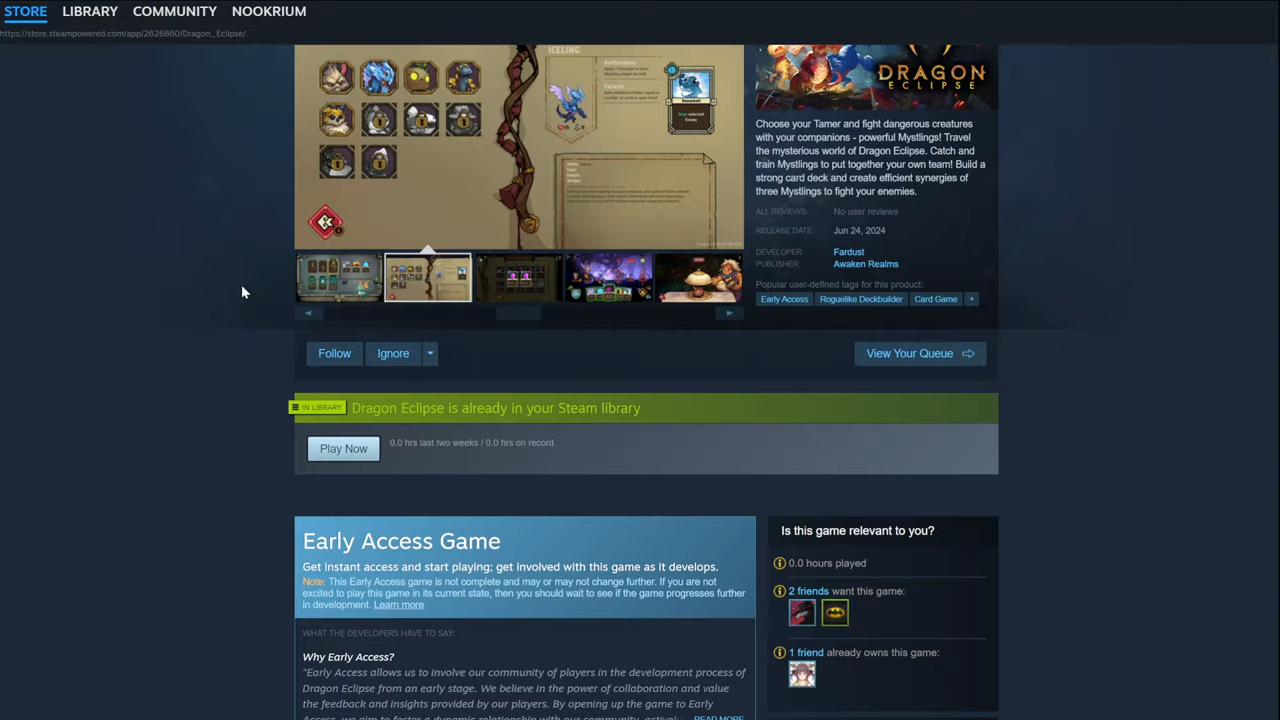 STORE LIBRARY COMMUNITY NOOKRIUM
https://store.steampowered.com/app/2626860/Dragon_Eclipse/
ICELING
DRAGON
ECLIPSE
Choose your Tamer and fight dangerous creatures
with your companions - powerful Mystlings! Travel
the mysterious world of Dragon Eclipse. Catch and
train Mystlings to put together your own team! Build a
strong card deck and create efficient synergies of
three Mystlings to fight your enemies.
ALL REVIEWS: No user reviews
RELEASE DATE: Jun 24, 2024
DEVELOPER: Fardust
PUBLISHER: Awaken Realms
Popular user-defined tags for this product:
Early Access Roguelike Deckbuilder Card Game +
Follow Ignore View Your Queue
IN LIBRARY Dragon Eclipse is already in your Steam library
Play Now 0.0 hrs last two weeks / 0.0 hrs on record
Early Access Game
Get instant access and start playing; get involved with this game as it develops.
Note: This Early Access game is not complete and may or may not change further. If you are not
excited to play this game in its current state, then you should wait to see if the game progresses further
in development. Learn more
WHAT THE DEVELOPERS HAVE TO SAY:
Why Early Access?
"Early Access allows us to involve our community of players in the development process of
Dragon Eclipse from an early stage. We believe in the power of collaboration and value
the feedback and insights provided by our players. By opening up the game to Early
Access, we aim to foster a dynamic relationship with our community, READ MORE
Is this game relevant to you?
0.0 hours played
2 friends want this game:
1 friend already owns this game: